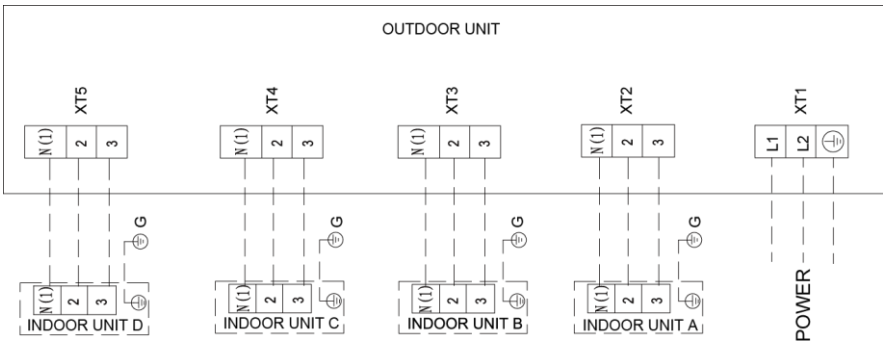 OUTDOOR UNIT
XT5 XT4 XT3 XT2 XT1
N(1) 2 3 N(1) 2 3 N(1) 2 3 N(1) 2 3 L1 L2
G G G G
N(1) 2 3 N(1) 2 3 N(1) 2 3 N(1) 2 3
INDOOR UNIT D INDOOR UNIT C INDOOR UNIT B INDOOR UNIT A
POWER